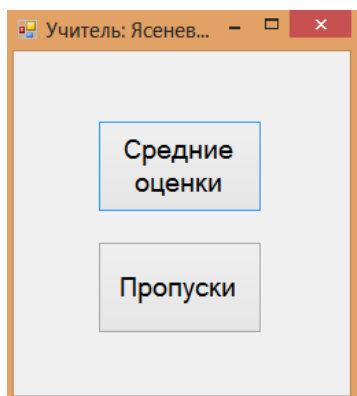 Учитель: Ясенев...
Средние
оценки
Пропуски